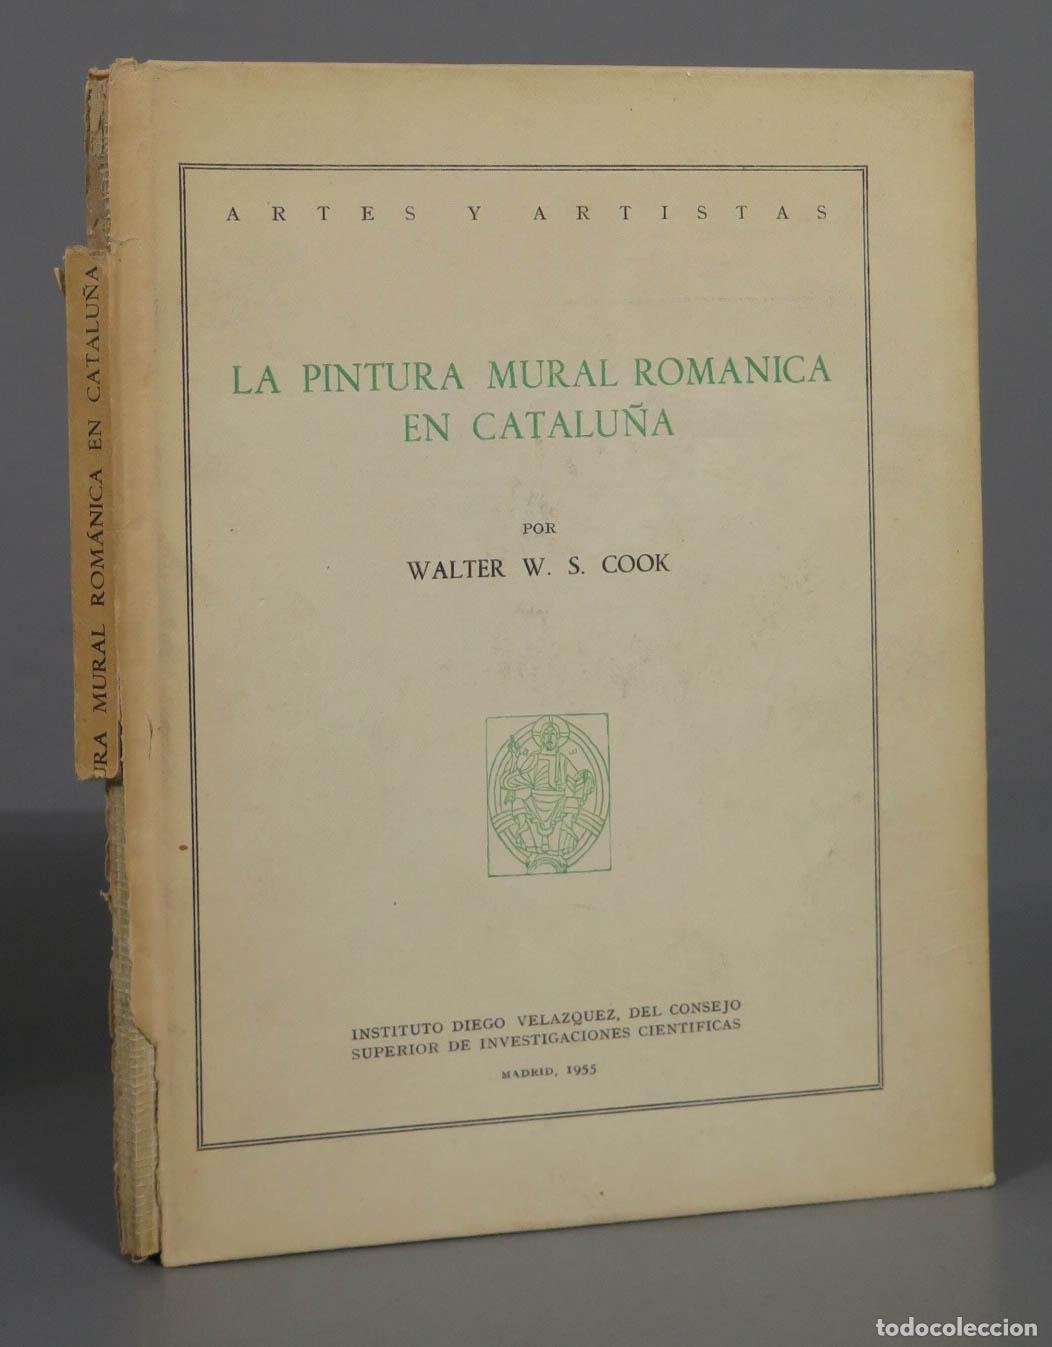 ARTES Y ARTISTAS
LA PINTURA MURAL ROMANICA
EN CATALUÑA
POR
WALTER W. S. COOK
INSTITUTO DIEGO VELAZQUEZ, DEL CONSEJO
SUPERIOR DE INVESTIGACIONES CIENTIFICAS
MADRID, 1955
URA MURAL ROMÁNICA EN CATALUÑA
todocoleccion